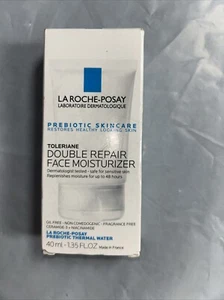 LA ROCHE-POSAY
LABORATOIRE DERMATOLOGIQUE
PREBIOTIC SKINCARE
RESTORES HEALTHY LOOKING SKIN
TOLERIANE
DOUBLE REPAIR
FACE MOISTURIZER
Dermatologist tested - safe for sensitive skin
Replenishes moisture for up to 48 hours
OIL FREE - NON COMEDOGENIC - FRAGRANCE FREE
CERAMIDE-3 + NIACINAMIDE
LA ROCHE-POSAY
PREBIOTIC THERMAL WATER
40ml - 1.35 FL.OZ Made in France